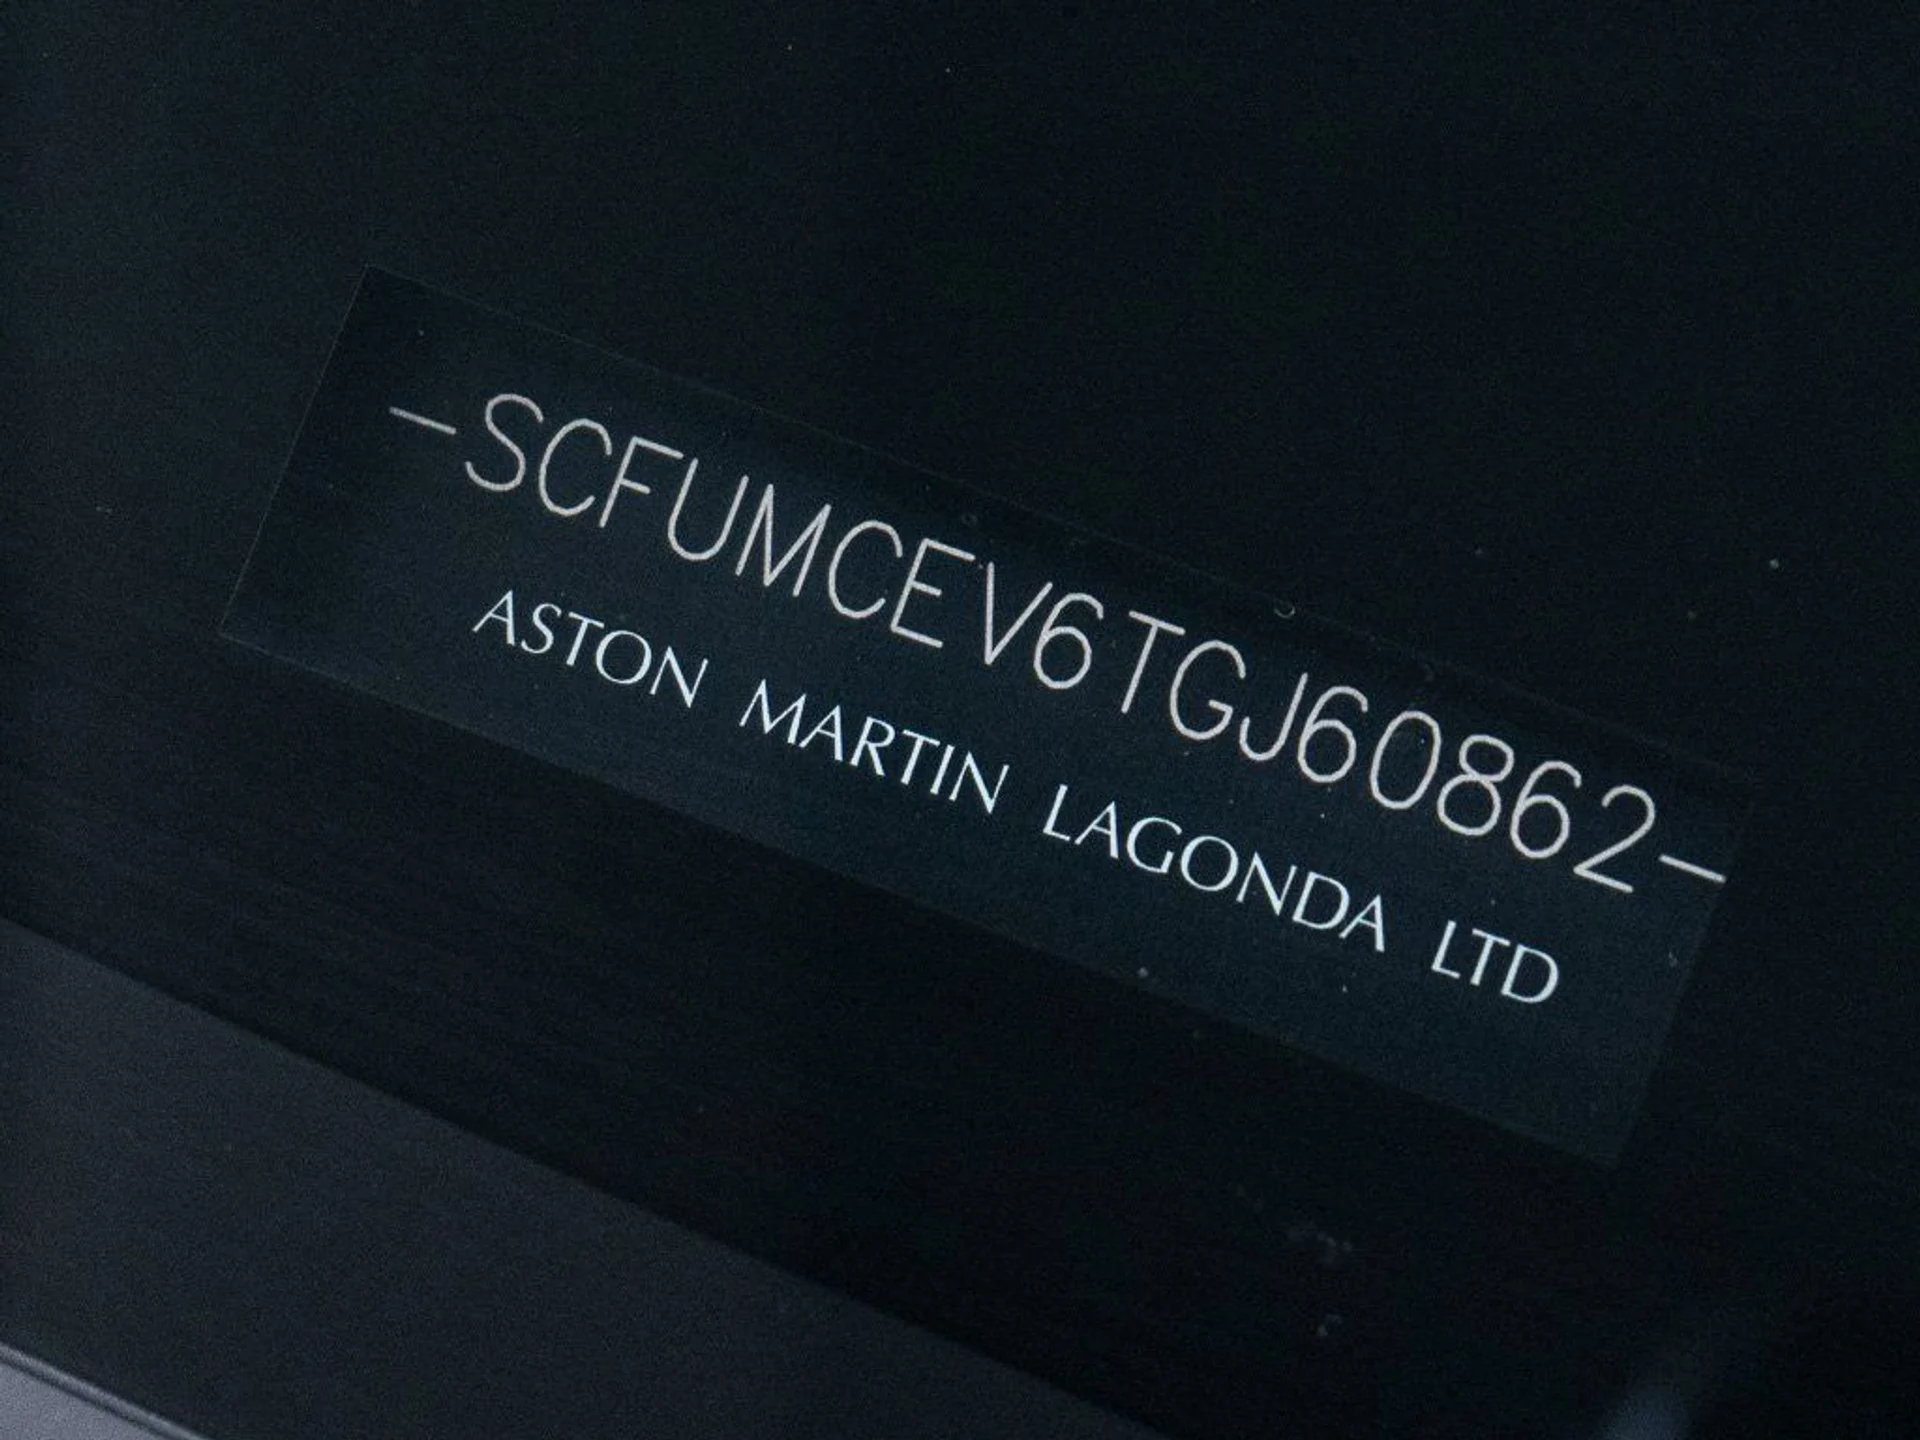 -SCFUMCEV6TGJ60862-
ASTON MARTIN LAGONDA LTD